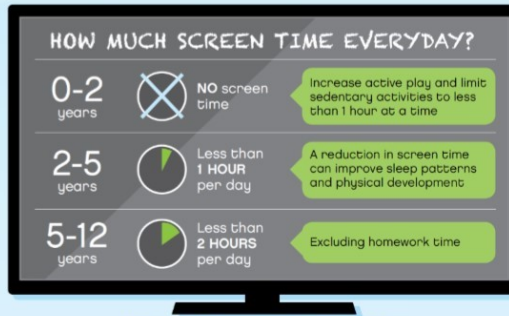 HOW MUCH SCREEN TIME EVERYDAY?
0-2
years
NO screen
time
Increase active play and limit
sedentary activities to less
than 1 hour at a time
2-5
years
Less than
1 HOUR
per day
A reduction in screen time
can improve sleep patterns
and physical development
5-12
years
Less than
2 HOURS
per day
Excluding homework time